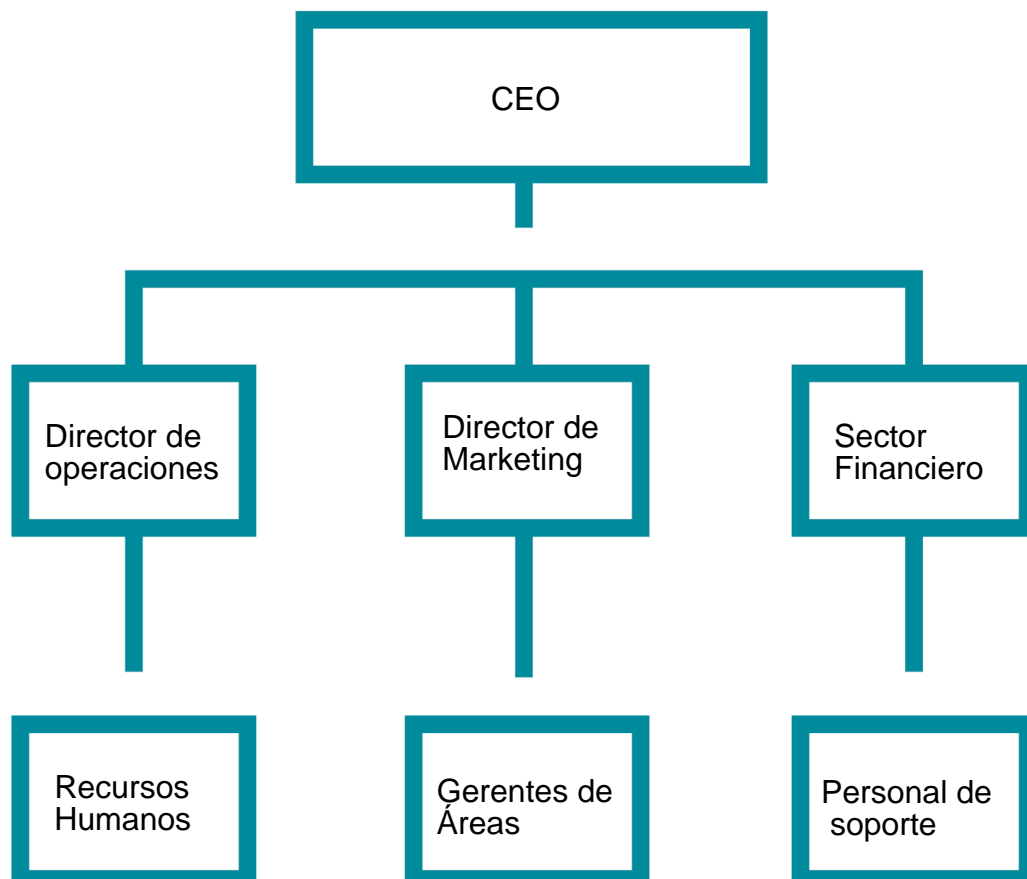 CEO
Director de
operaciones
Director de
Marketing
Sector
Financiero
Recursos
Humanos
Gerentes de
Áreas
Personal de
soporte